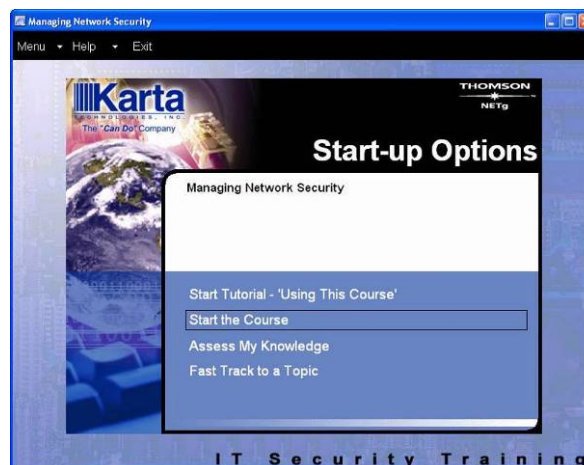 Managing Network Security
Menu Help Exit
Karta
TECHNOLOGIES, INC.
The "Can Do" Company
THOMSON
NETg
Start-up Options
Managing Network Security
Start Tutorial - 'Using This Course'
Start the Course
Assess My Knowledge
Fast Track to a Topic
IT Security Training